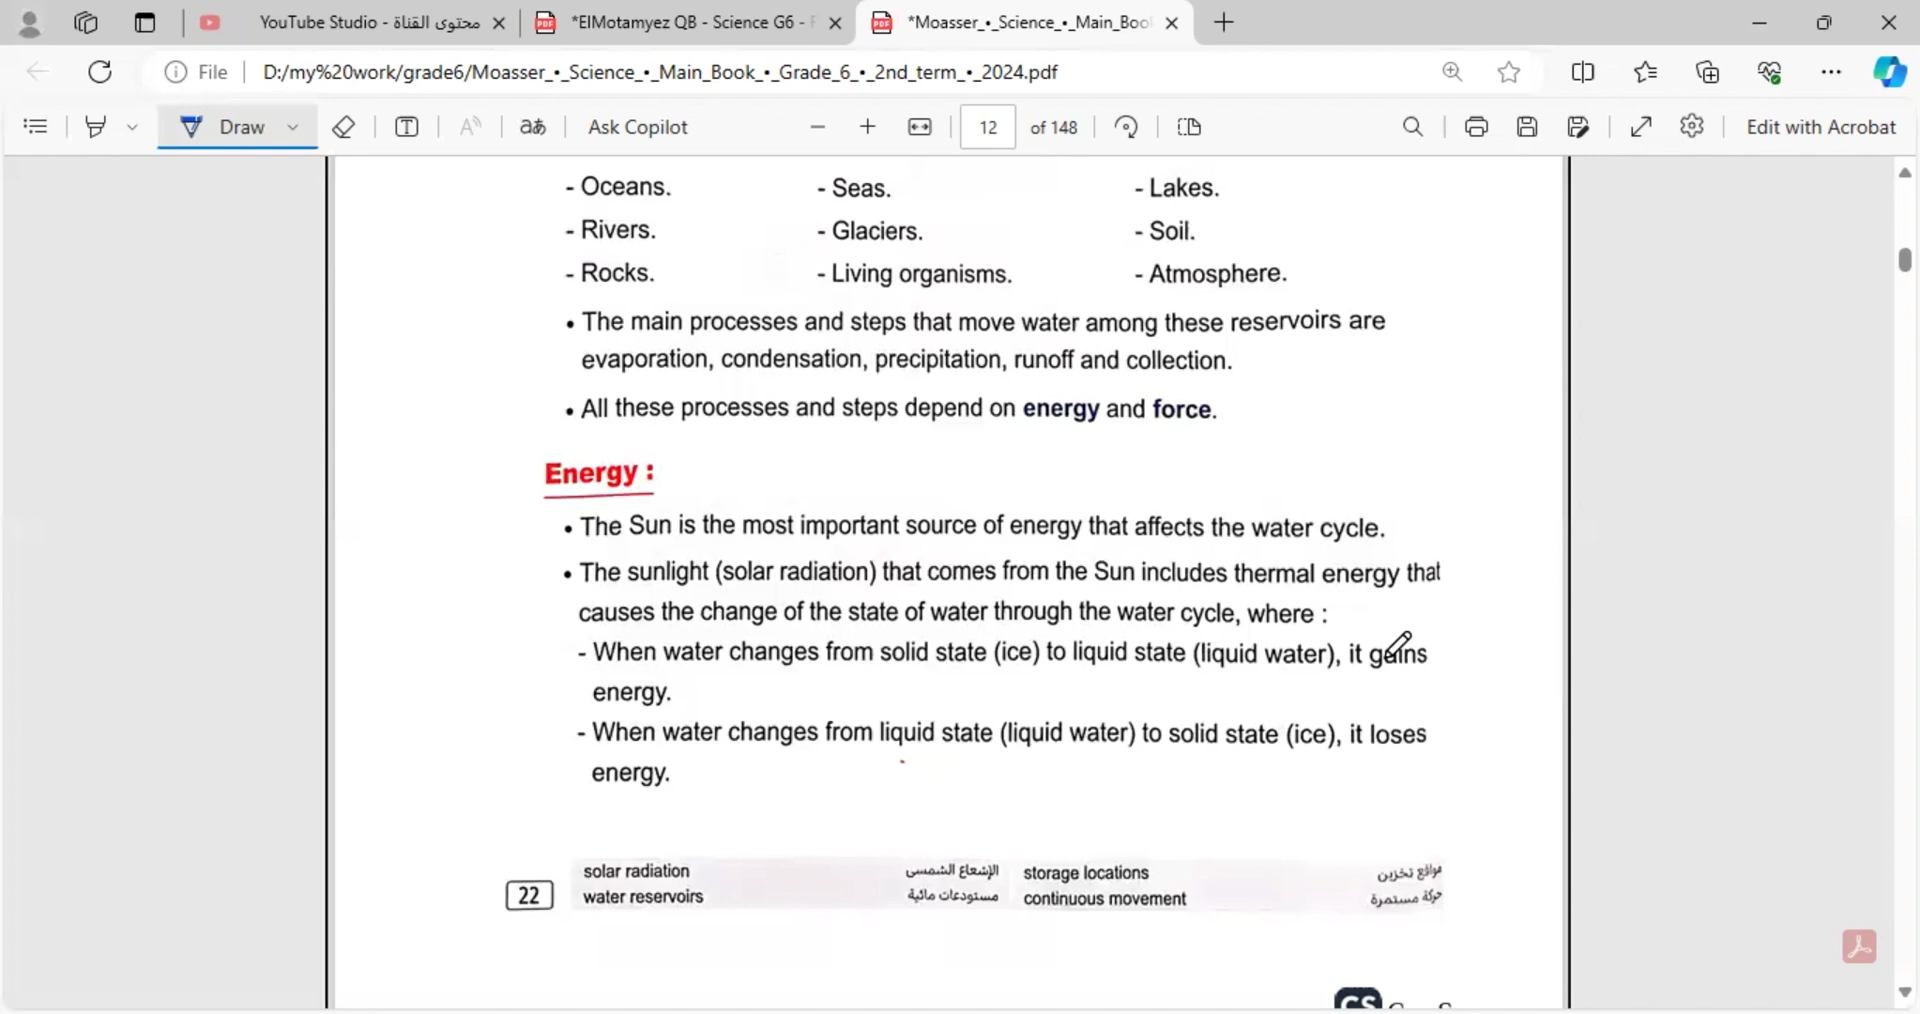 YouTube Studio - محتوى القناة
*ElMotamyez QB - Science G6 -
*Moasser_•_Science_•_Main_Boo
File
D:/my%20work/grade6/Moasser_•_Science_•_Main_Book_•_Grade_6_•_2nd_term_•_2024.pdf
Draw
aあ
Ask Copilot
12
of 148
Edit with Acrobat
- Oceans. - Seas. - Lakes.
- Rivers. - Glaciers. - Soil.
- Rocks. - Living organisms. - Atmosphere.
• The main processes and steps that move water among these reservoirs are
evaporation, condensation, precipitation, runoff and collection.
• All these processes and steps depend on energy and force.
Energy :
• The Sun is the most important source of energy that affects the water cycle.
• The sunlight (solar radiation) that comes from the Sun includes thermal energy that
causes the change of the state of water through the water cycle, where :
- When water changes from solid state (ice) to liquid state (liquid water), it gains
energy.
- When water changes from liquid state (liquid water) to solid state (ice), it loses
energy.
22
solar radiation الإشعاع الشمسى storage locations مواقع تخزين
water reservoirs مستودعات مائية continuous movement حركة مستمرة
CS